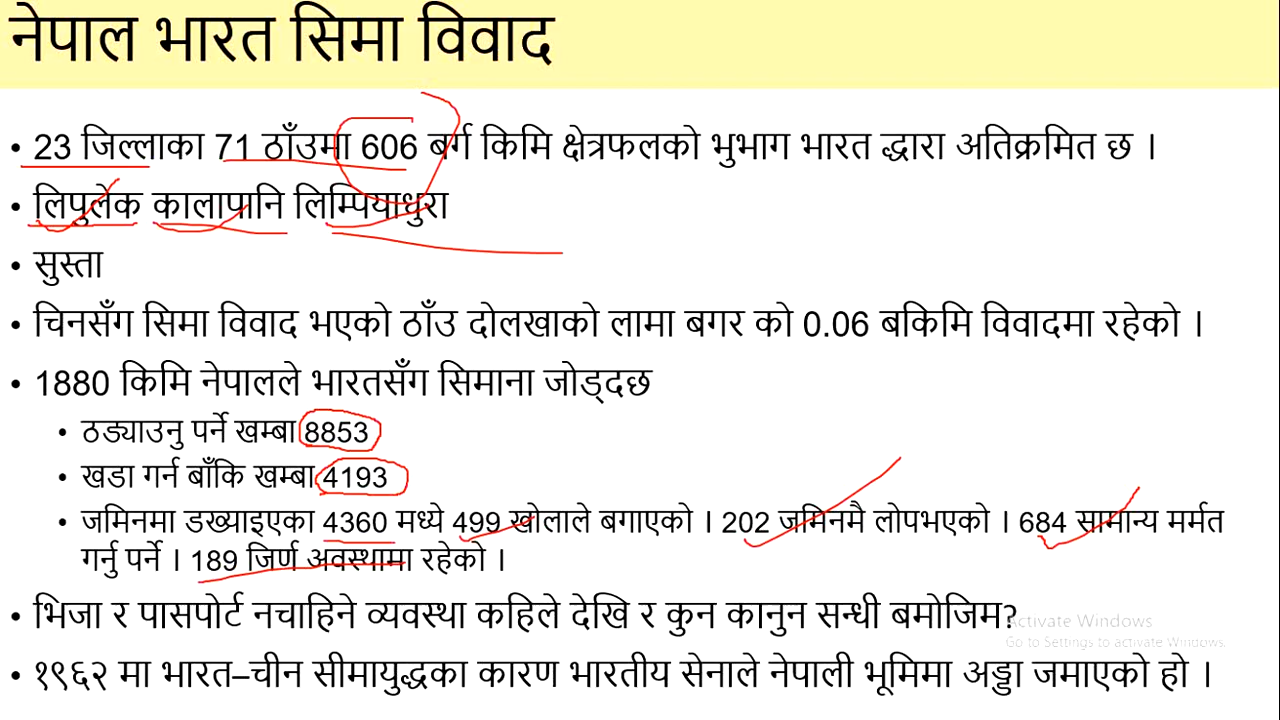 नेपाल भारत सिमा विवाद
• 23 जिल्लाका 71 ठाँउमा 606 बर्ग किमि क्षेत्रफलको भुभाग भारत द्धारा अतिक्रमित छ ।
• लिपुलेक कालापानि लिम्पियाधुरा
• सुस्ता
• चिनसँग सिमा विवाद भएको ठाँउ दोलखाको लामा बगर को 0.06 बकिमि विवादमा रहेको ।
• 1880 किमि नेपालले भारतसँग सिमाना जोड्दछ
• ठड्याउनु पर्ने खम्बा 8853
• खडा गर्न बाँकि खम्बा 4193
• जमिनमा डख्याइएका 4360 मध्ये 499 खोलाले बगाएको । 202 जमिनमै लोपभएको । 684 सामान्य मर्मत
गर्नु पर्ने । 189 जिर्ण अवस्थामा रहेको ।
• भिजा र पासपोर्ट नचाहिने व्यवस्था कहिले देखि र कुन कानुन सन्धी बमोजिम?
Activate Windows
Go to Settings to activate Windows.
• १९६२ मा भारत–चीन सीमायुद्धका कारण भारतीय सेनाले नेपाली भूमिमा अड्डा जमाएको हो ।